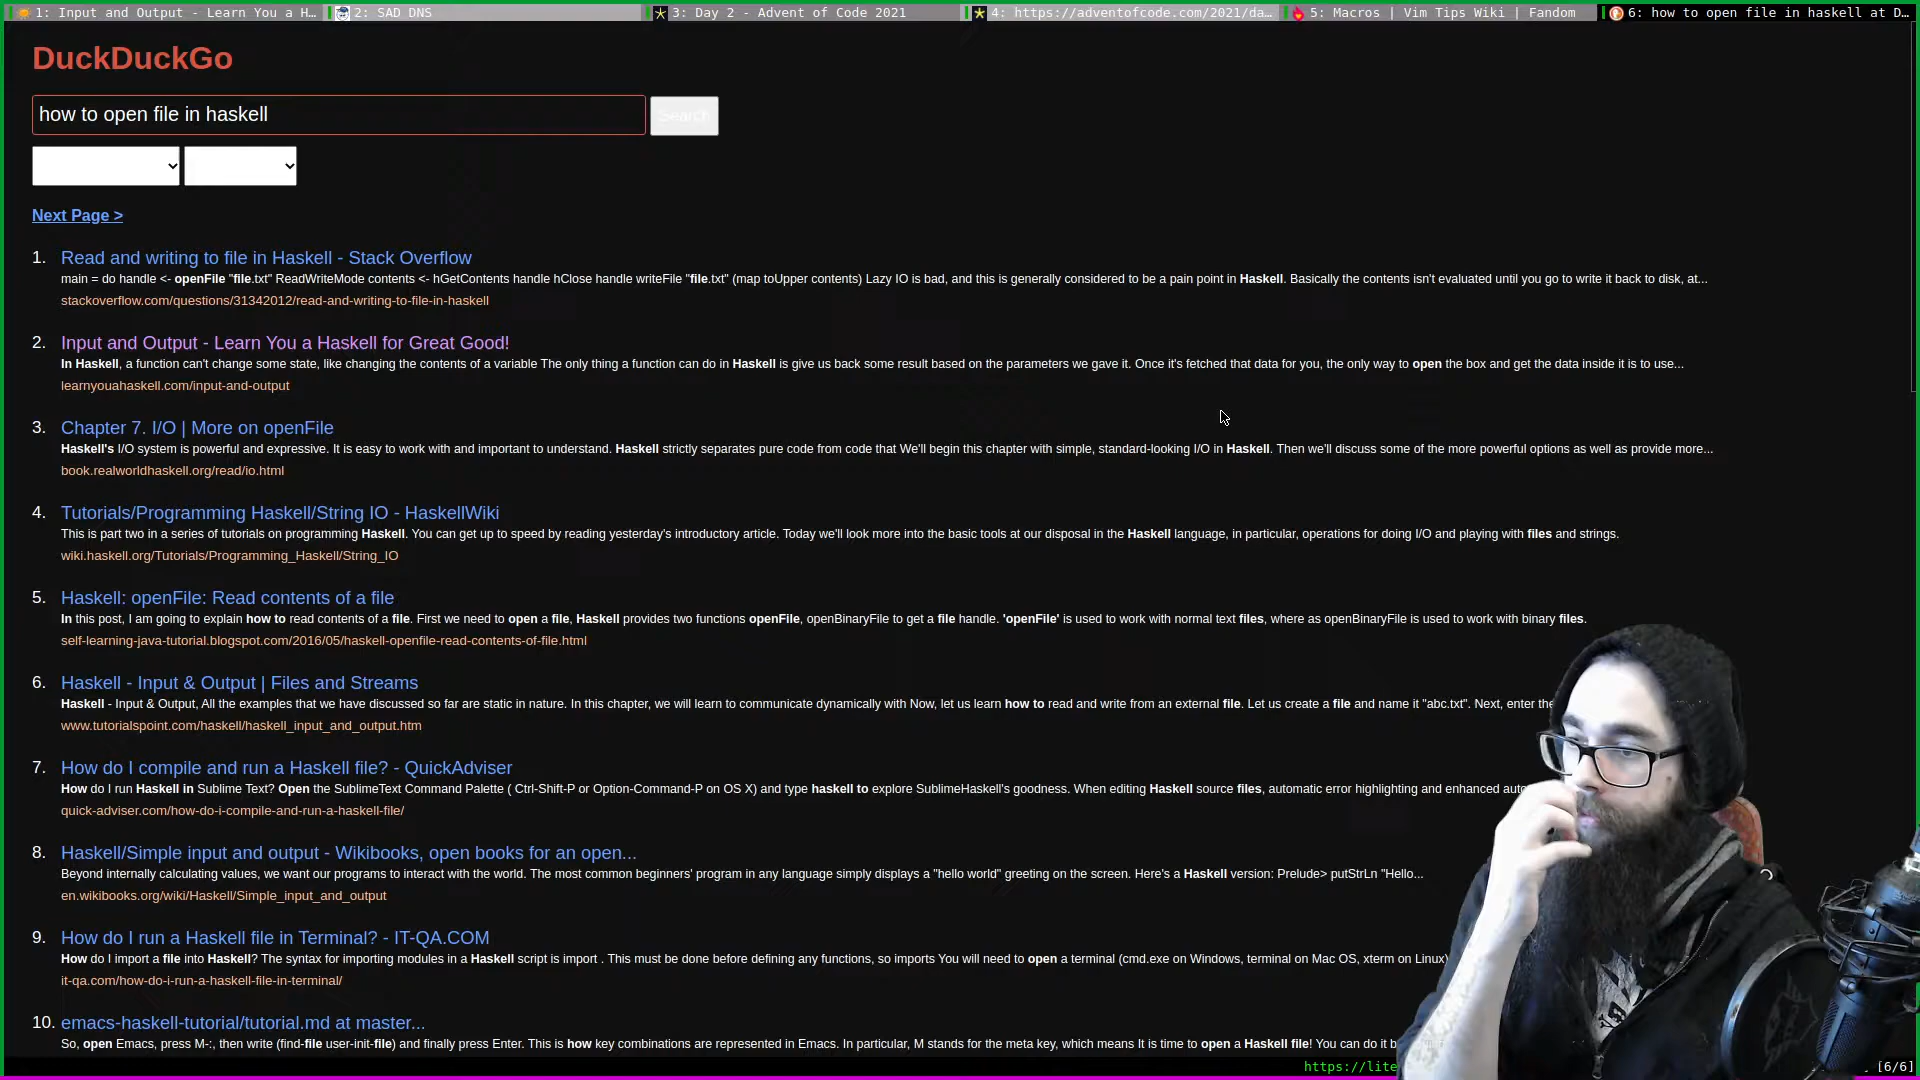 1: Input and Output - Learn You a H…
2: SAD DNS
3: Day 2 - Advent of Code 2021
4: https://adventofcode.com/2021/da…
5: Macros | Vim Tips Wiki | Fandom
6: how to open file in haskell at D…
DuckDuckGo
how to open file in haskell
Search
Next Page >
1. Read and writing to file in Haskell - Stack Overflow
main = do handle <- openFile "file.txt" ReadWriteMode contents <- hGetContents handle hClose handle writeFile "file.txt" (map toUpper contents) Lazy IO is bad, and this is generally considered to be a pain point in Haskell. Basically the contents isn't evaluated until you go to write it back to disk, at...
stackoverflow.com/questions/31342012/read-and-writing-to-file-in-haskell
2. Input and Output - Learn You a Haskell for Great Good!
In Haskell, a function can't change some state, like changing the contents of a variable The only thing a function can do in Haskell is give us back some result based on the parameters we gave it. Once it's fetched that data for you, the only way to open the box and get the data inside it is to use...
learnyouahaskell.com/input-and-output
3. Chapter 7. I/O | More on openFile
Haskell's I/O system is powerful and expressive. It is easy to work with and important to understand. Haskell strictly separates pure code from code that We'll begin this chapter with simple, standard-looking I/O in Haskell. Then we'll discuss some of the more powerful options as well as provide more...
book.realworldhaskell.org/read/io.html
4. Tutorials/Programming Haskell/String IO - HaskellWiki
This is part two in a series of tutorials on programming Haskell. You can get up to speed by reading yesterday's introductory article. Today we'll look more into the basic tools at our disposal in the Haskell language, in particular, operations for doing I/O and playing with files and strings.
wiki.haskell.org/Tutorials/Programming_Haskell/String_IO
5. Haskell: openFile: Read contents of a file
In this post, I am going to explain how to read contents of a file. First we need to open a file, Haskell provides two functions openFile, openBinaryFile to get a file handle. 'openFile' is used to work with normal text files, where as openBinaryFile is used to work with binary files.
self-learning-java-tutorial.blogspot.com/2016/05/haskell-openfile-read-contents-of-file.html
6. Haskell - Input & Output | Files and Streams
Haskell - Input & Output, All the examples that we have discussed so far are static in nature. In this chapter, we will learn to communicate dynamically with Now, let us learn how to read and write from an external file. Let us create a file and name it "abc.txt". Next, enter the
www.tutorialspoint.com/haskell/haskell_input_and_output.htm
7. How do I compile and run a Haskell file? - QuickAdviser
How do I run Haskell in Sublime Text? Open the SublimeText Command Palette ( Ctrl-Shift-P or Option-Command-P on OS X) and type haskell to explore SublimeHaskell's goodness. When editing Haskell source files, automatic error highlighting and enhanced
quick-adviser.com/how-do-i-compile-and-run-a-haskell-file/
8. Haskell/Simple input and output - Wikibooks, open books for an open...
Beyond internally calculating values, we want our programs to interact with the world. The most common beginners' program in any language simply displays a "hello world" greeting on the screen. Here's a Haskell version: Prelude> putStrLn "Hello...
en.wikibooks.org/wiki/Haskell/Simple_input_and_output
9. How do I run a Haskell file in Terminal? - IT-QA.COM
How do I import a file into Haskell? The syntax for importing modules in a Haskell script is import . This must be done before defining any functions, so imports You will need to open a terminal (cmd.exe on Windows, terminal on Mac OS, xterm on Linux)
it-qa.com/how-do-i-run-a-haskell-file-in-terminal/
10. emacs-haskell-tutorial/tutorial.md at master...
So, open Emacs, press M-:, then write (find-file user-init-file) and finally press Enter. This is how key combinations are represented in Emacs. In particular, M stands for the meta key, which means It is time to open a Haskell file! You can do it
https://lite [6/6]